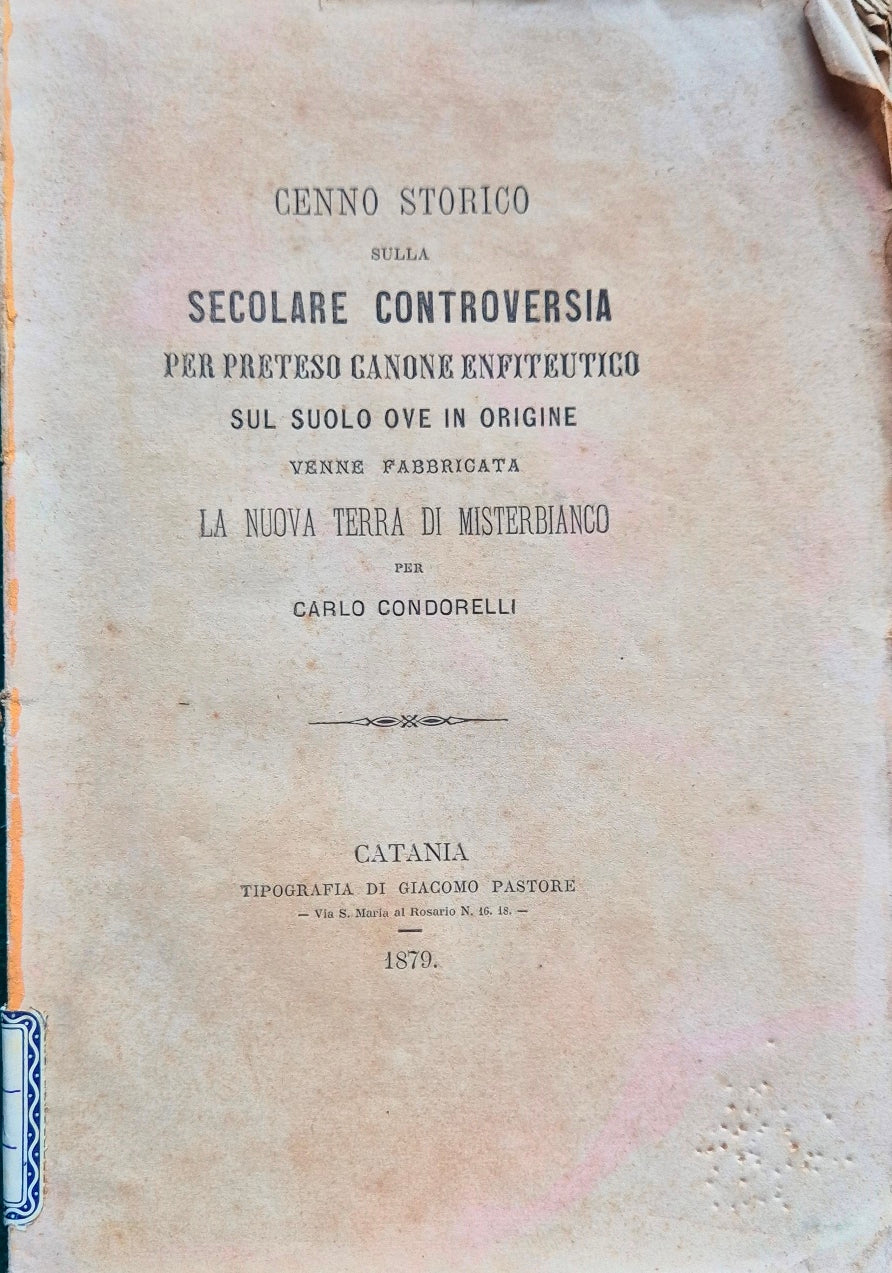 CENNO STORICO
SULLA
SECOLARE CONTROVERSIA
PER PRETESO CANONE ENFITEUTICO
SUL SUOLO OVE IN ORIGINE
VENNE FABBRICATA
LA NUOVA TERRA DI MISTERBIANCO
PER
CARLO CONDORELLI
CATANIA
TIPOGRAFIA DI GIACOMO PASTORE
— Via S. Maria al Rosario N. 16. 18. —
1879.